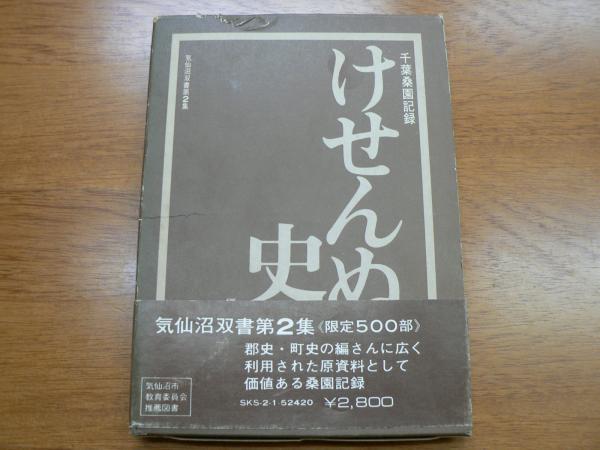 千葉桑園記録
けせんぬ
史
気仙沼双書第2集
気仙沼双書第2集《限定500部》
郡史・町史の編さんに広く
利用された原資料として
価値ある桑園記録
SKS-2-1-52420 ¥2,800
気仙沼市
教育委員会
推薦図書